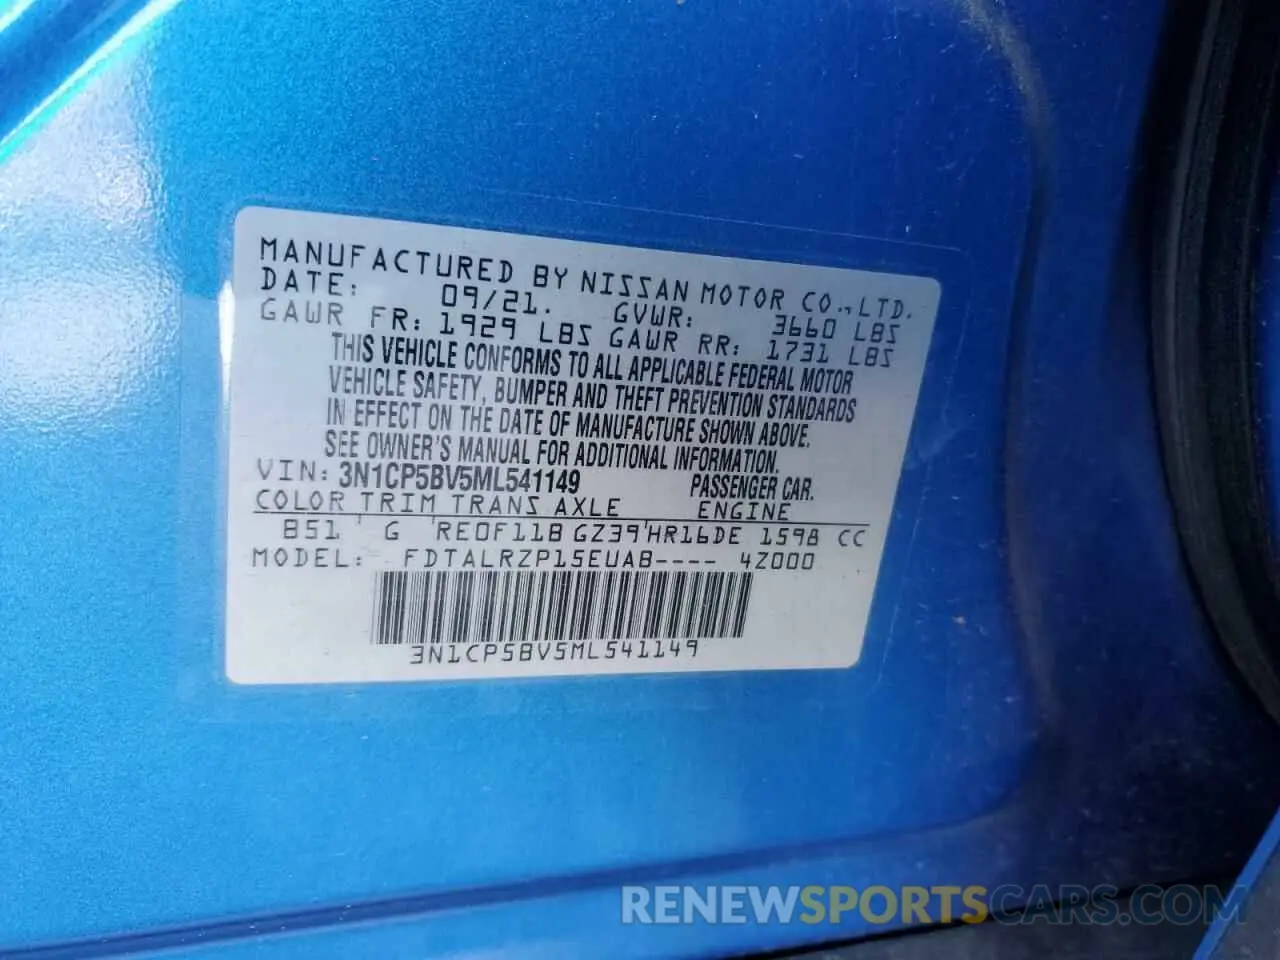 MANUFACTURED BY NISSAN MOTOR CO., LTD.
DATE: 09/21. GVWR: 3660 LBS
GAWR FR: 1929 LBS GAWR RR: 1731 LBS
THIS VEHICLE CONFORMS TO ALL APPLICABLE FEDERAL MOTOR
VEHICLE SAFETY, BUMPER AND THEFT PREVENTION STANDARDS
IN EFFECT ON THE DATE OF MANUFACTURE SHOWN ABOVE.
SEE OWNER'S MANUAL FOR ADDITIONAL INFORMATION.
VIN: 3N1CP5BV5ML541149 PASSENGER CAR.
COLOR TRIM TRANS AXLE ENGINE
B51 ' G 'RE0F11B GZ39'HR16DE 1598 CC
MODEL: FDTALRZP15EUAB---- 4Z000
3N1CP5BV5ML541149
RENEWSPORTSCARS.COM